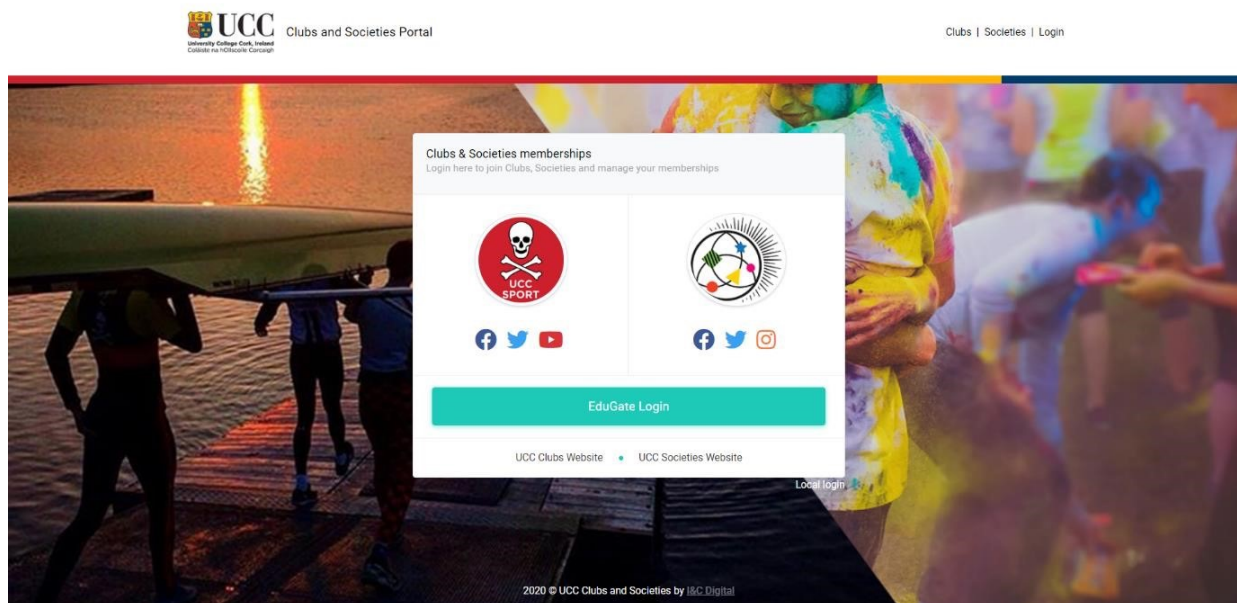 UCC
University College Cork, Ireland
Coláiste na hOllscoile Corcaigh
Clubs and Societies Portal
Clubs | Societies | Login
Clubs & Societies memberships
Login here to join Clubs, Societies and manage your memberships
UCC
SPORT
EduGate Login
UCC Clubs Website • UCC Societies Website
Local login
2020 © UCC Clubs and Societies by I&C Digital